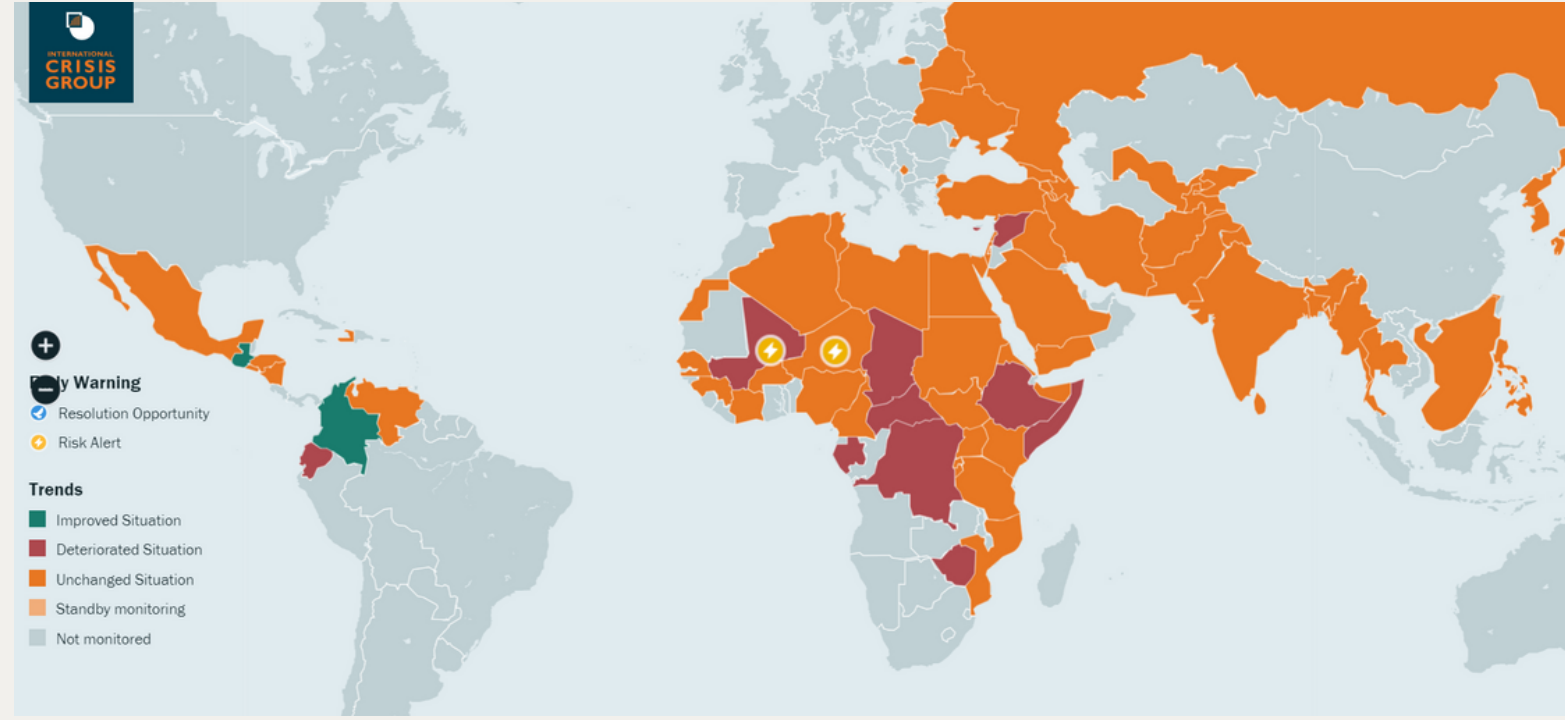 INTERNATIONAL
CRISIS
GROUP
Warning
Resolution Opportunity
Risk Alert
Trends
Improved Situation
Deteriorated Situation
Unchanged Situation
Standby monitoring
Not monitored